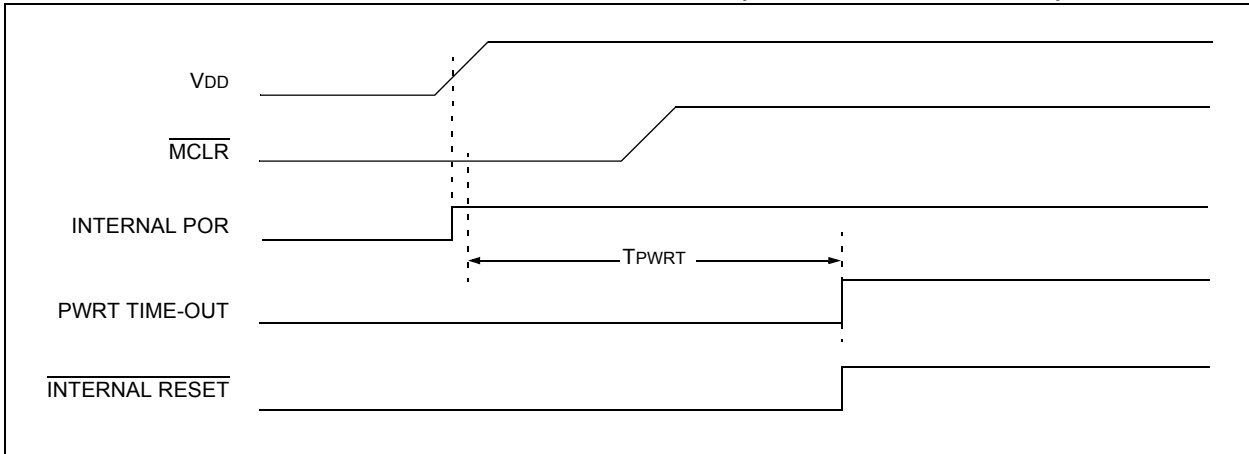 VDD
MCLR
INTERNAL POR
TPWRT
PWRT TIME-OUT
INTERNAL RESET